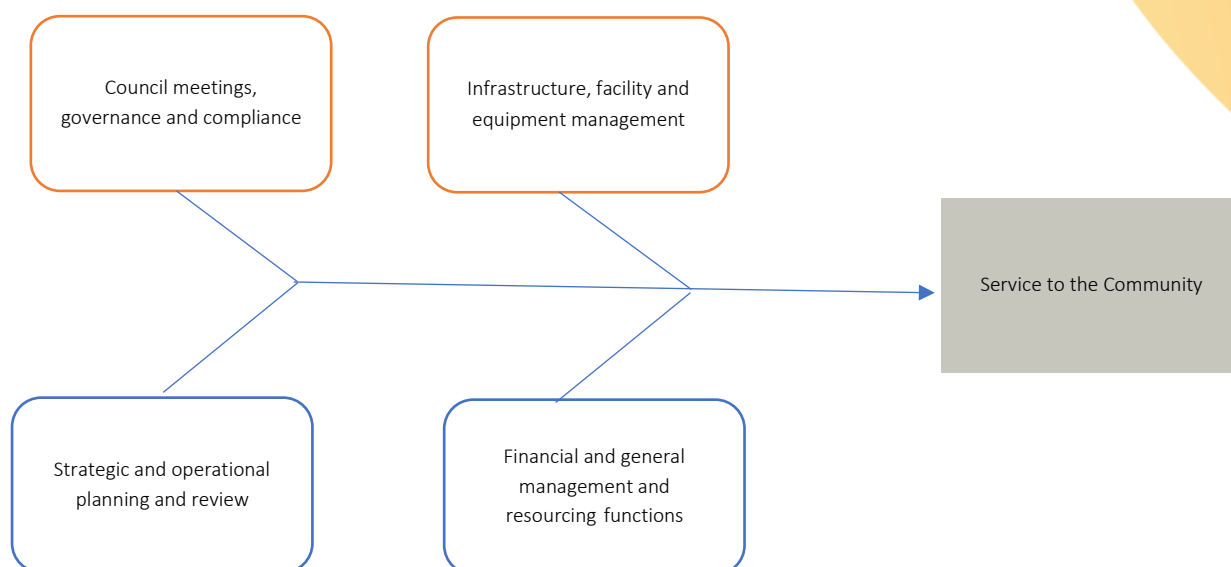 Council meetings,
governance and compliance
Infrastructure, facility and
equipment management
Service to the Community
Strategic and operational
planning and review
Financial and general
management and
resourcing functions